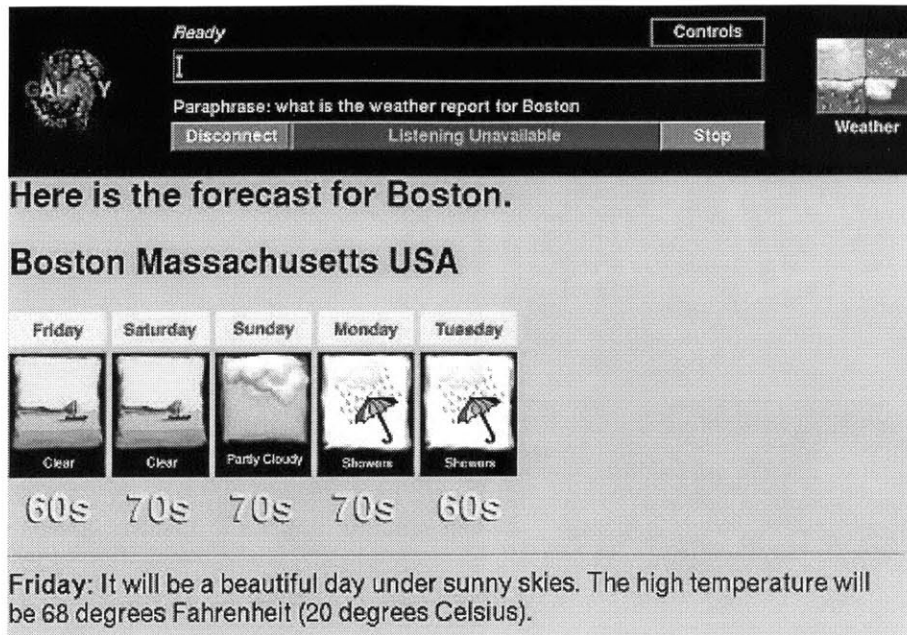 GALAXY
Ready
Controls
Paraphrase: what is the weather report for Boston
Disconnect
Listening Unavailable
Stop
Weather
Here is the forecast for Boston.
Boston Massachusetts USA
Friday Saturday Sunday Monday Tuesday
Clear Clear Partly Cloudy Showers Showers
60s 70s 70s 70s 60s
Friday: It will be a beautiful day under sunny skies. The high temperature will
be 68 degrees Fahrenheit (20 degrees Celsius).